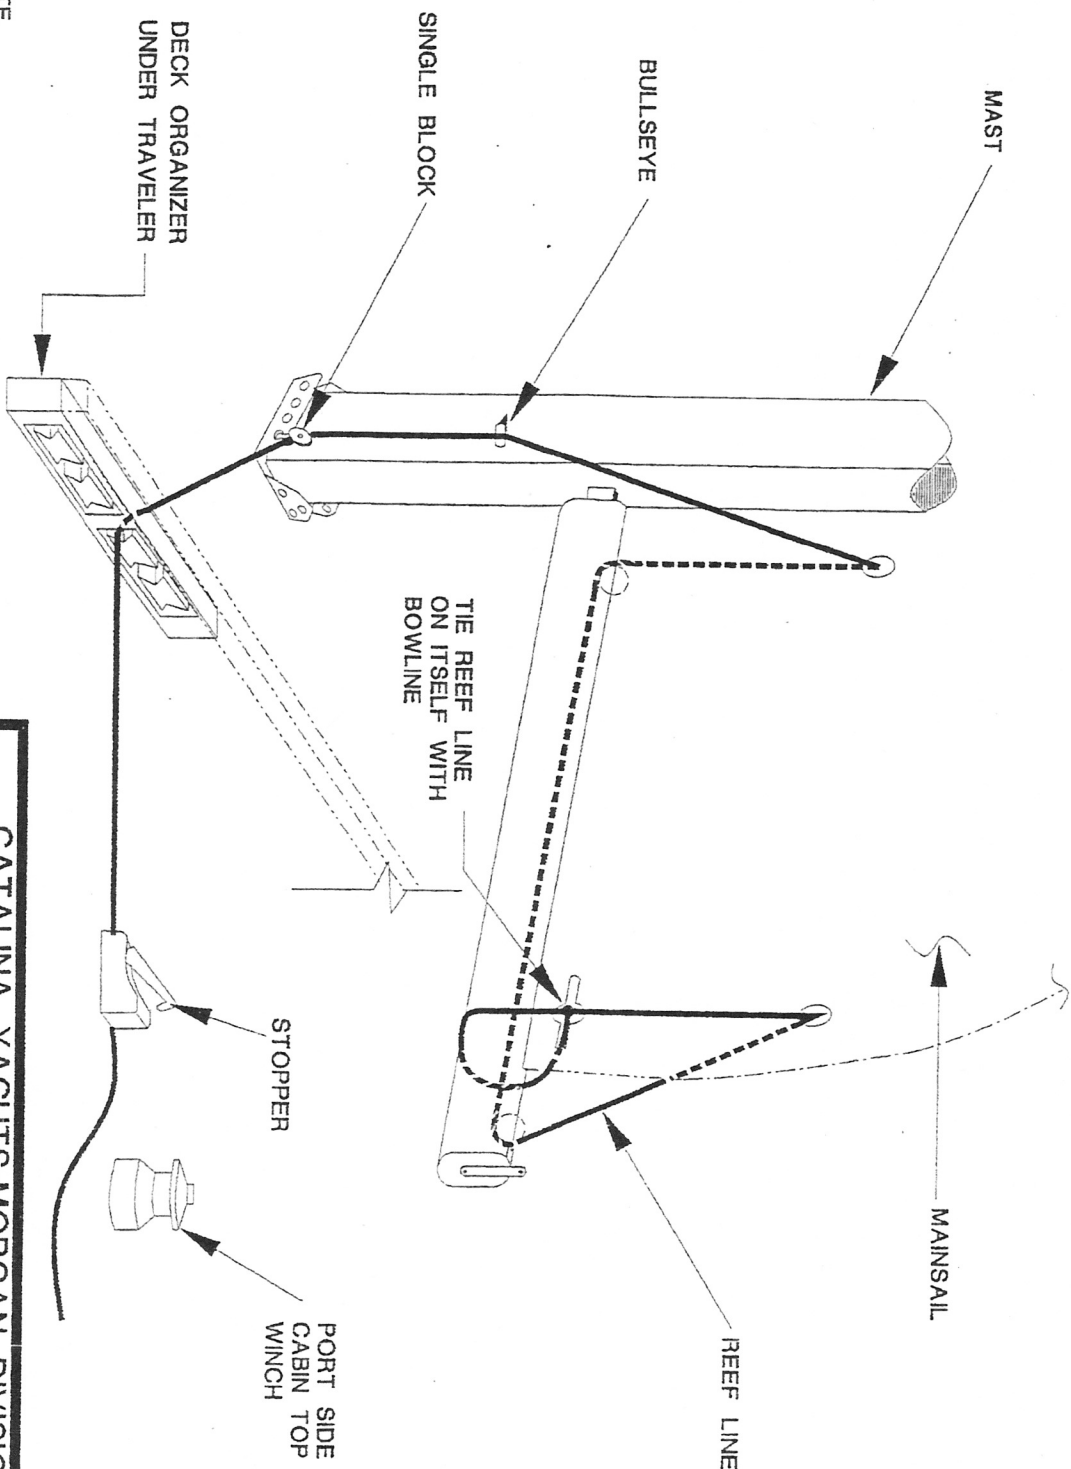 MAST
BULLSEYE
SINGLE BLOCK
DECK ORGANIZER
UNDER TRAVELER
TIE REEF LINE
ON ITSELF WITH
BOWLINE
MAINSAIL
REEF LINE
STOPPER
PORT SIDE
CABIN TOP
WINCH